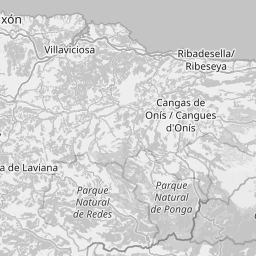 xón
Villaviciosa
Ribadesella/
Ribeseya
Cangas de
Onís / Cangues
d'Onís
a de Laviana
Parque
Natural
de Redes
Parque
Natural
de Ponga